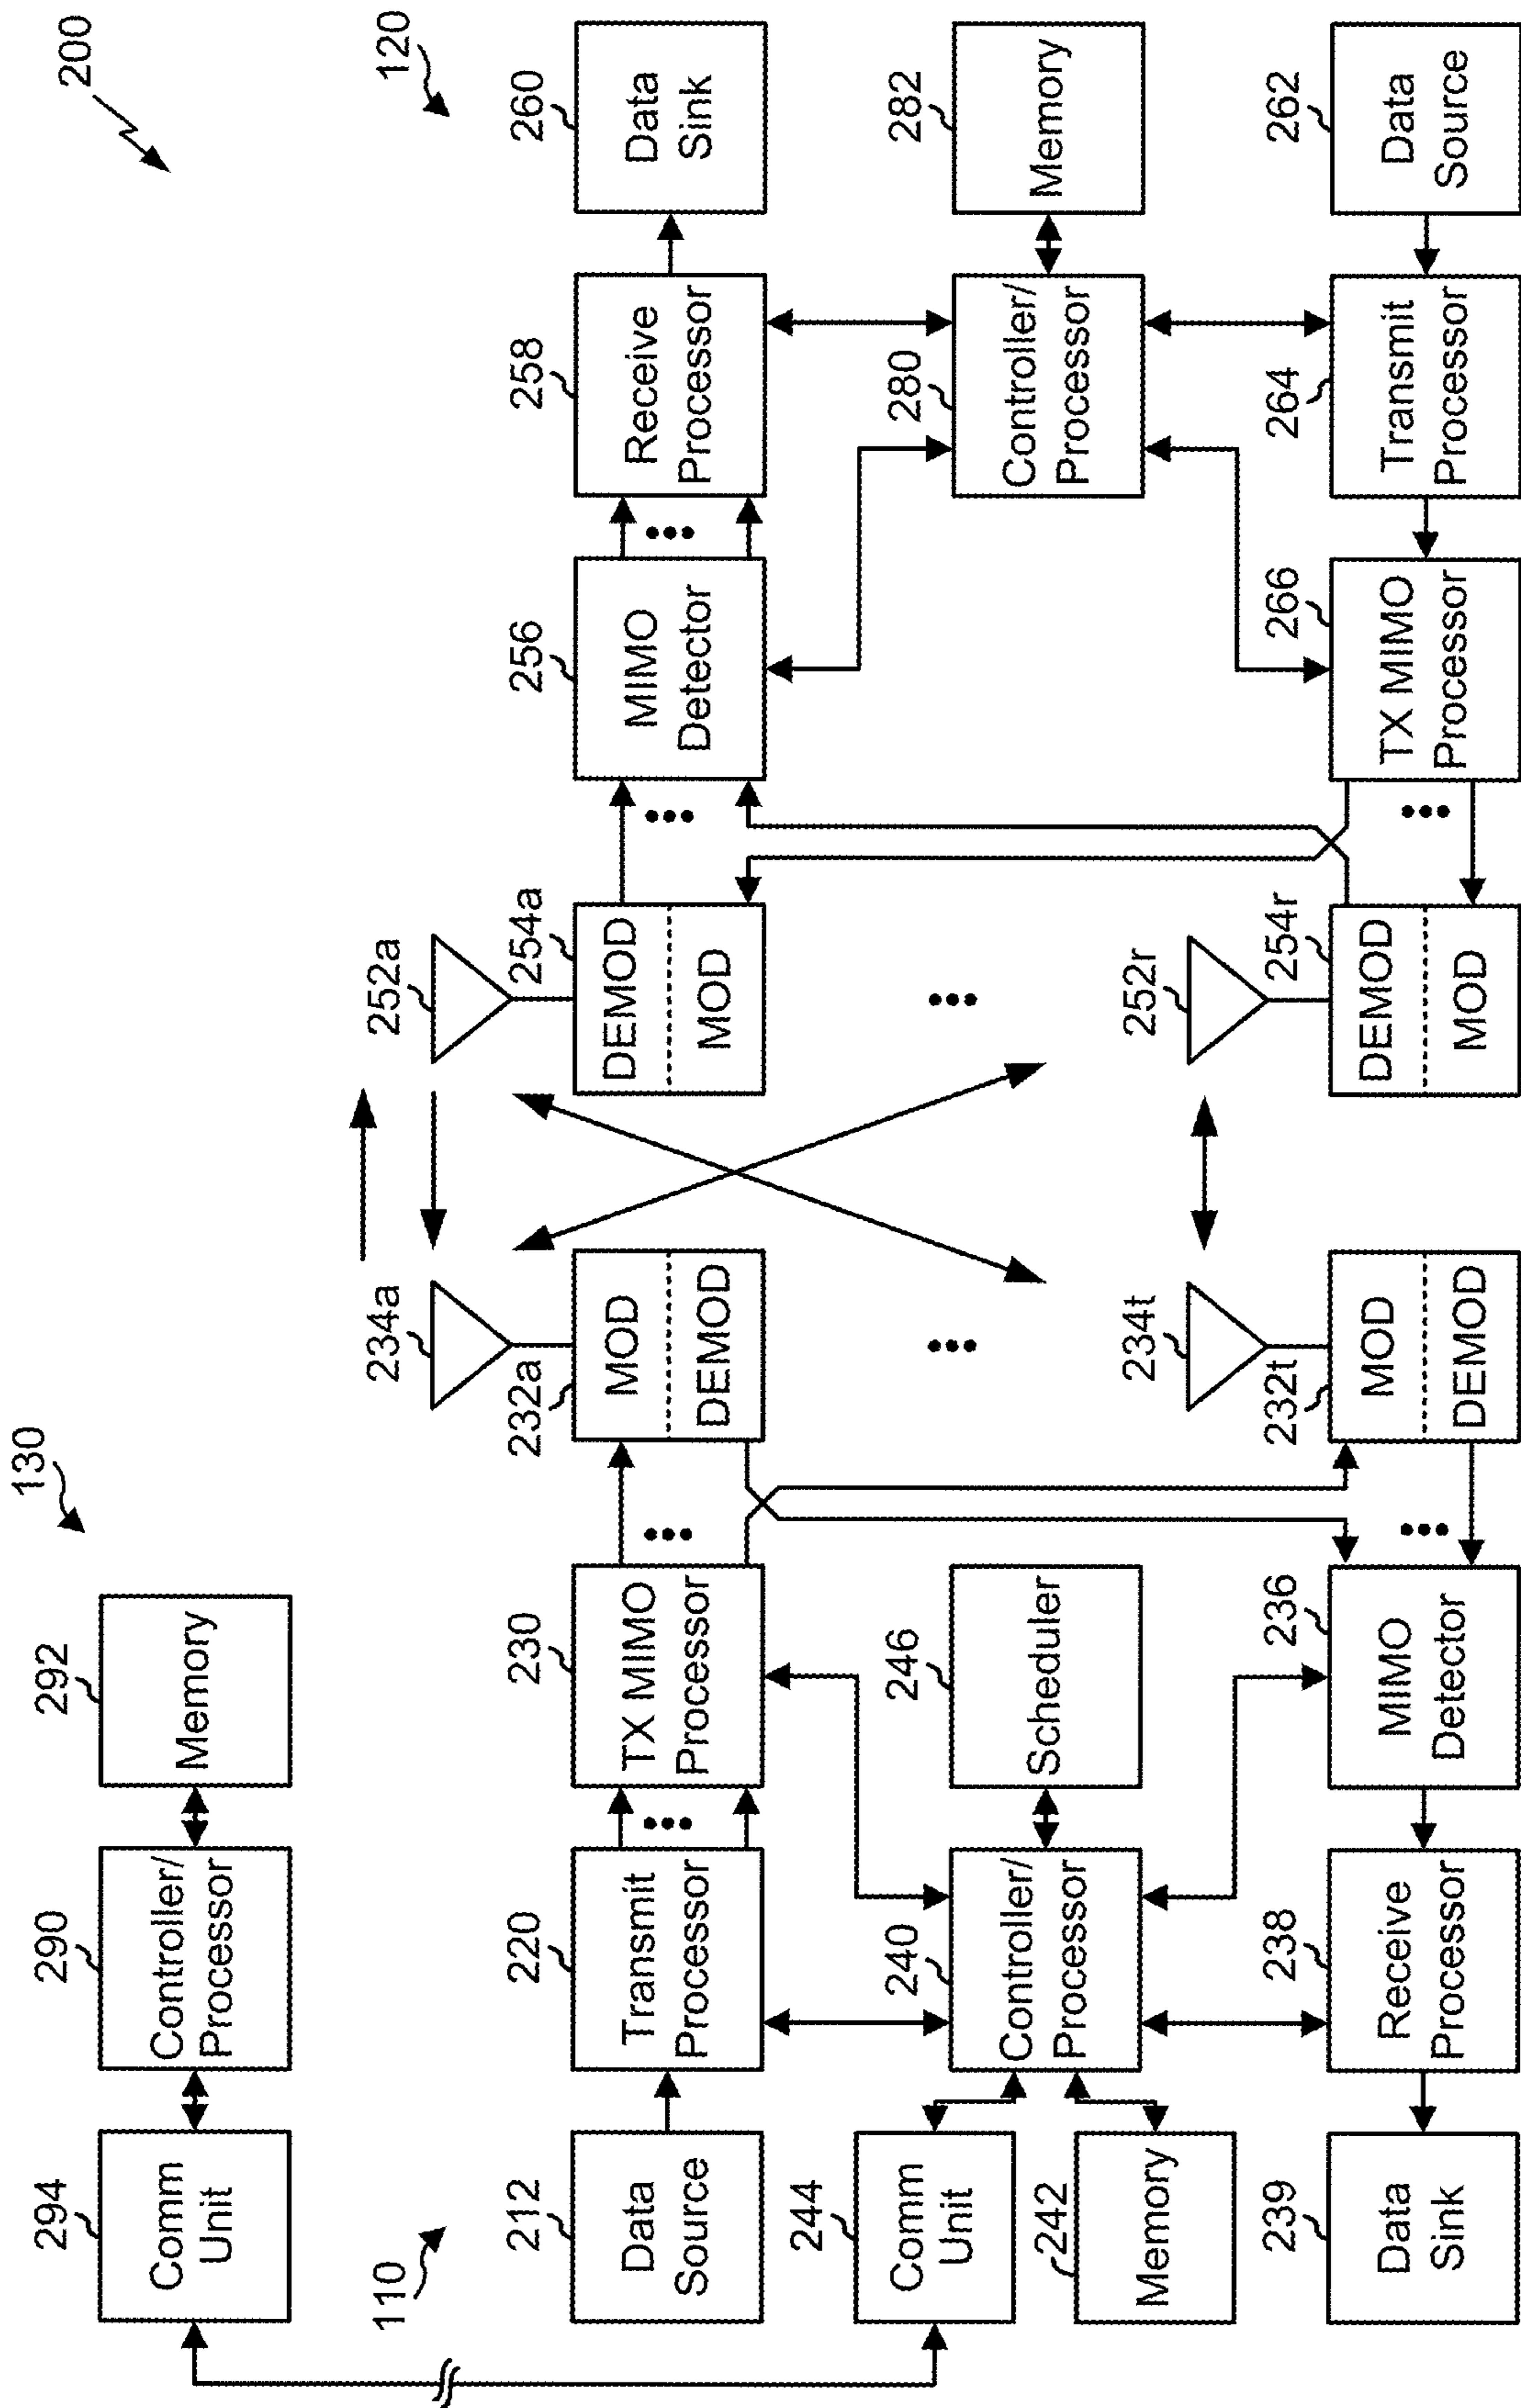 200
130
294
Comm
Unit
290
Controller/
Processor
292
Memory
110
120
212
Data
Source
220
Transmit
Processor
230
TX MIMO
Processor
234a
232a
MOD
DEMOD
252a
254a
DEMOD
MOD
256
MIMO
Detector
258
Receive
Processor
260
Data
Sink
244
Comm
Unit
242
Memory
240
Controller/
Processor
246
Scheduler
280
Controller/
Processor
282
Memory
239
Data
Sink
238
Receive
Processor
236
MIMO
Detector
234t
232t
MOD
DEMOD
252r
254r
DEMOD
MOD
266
TX MIMO
Processor
264
Transmit
Processor
262
Data
Source